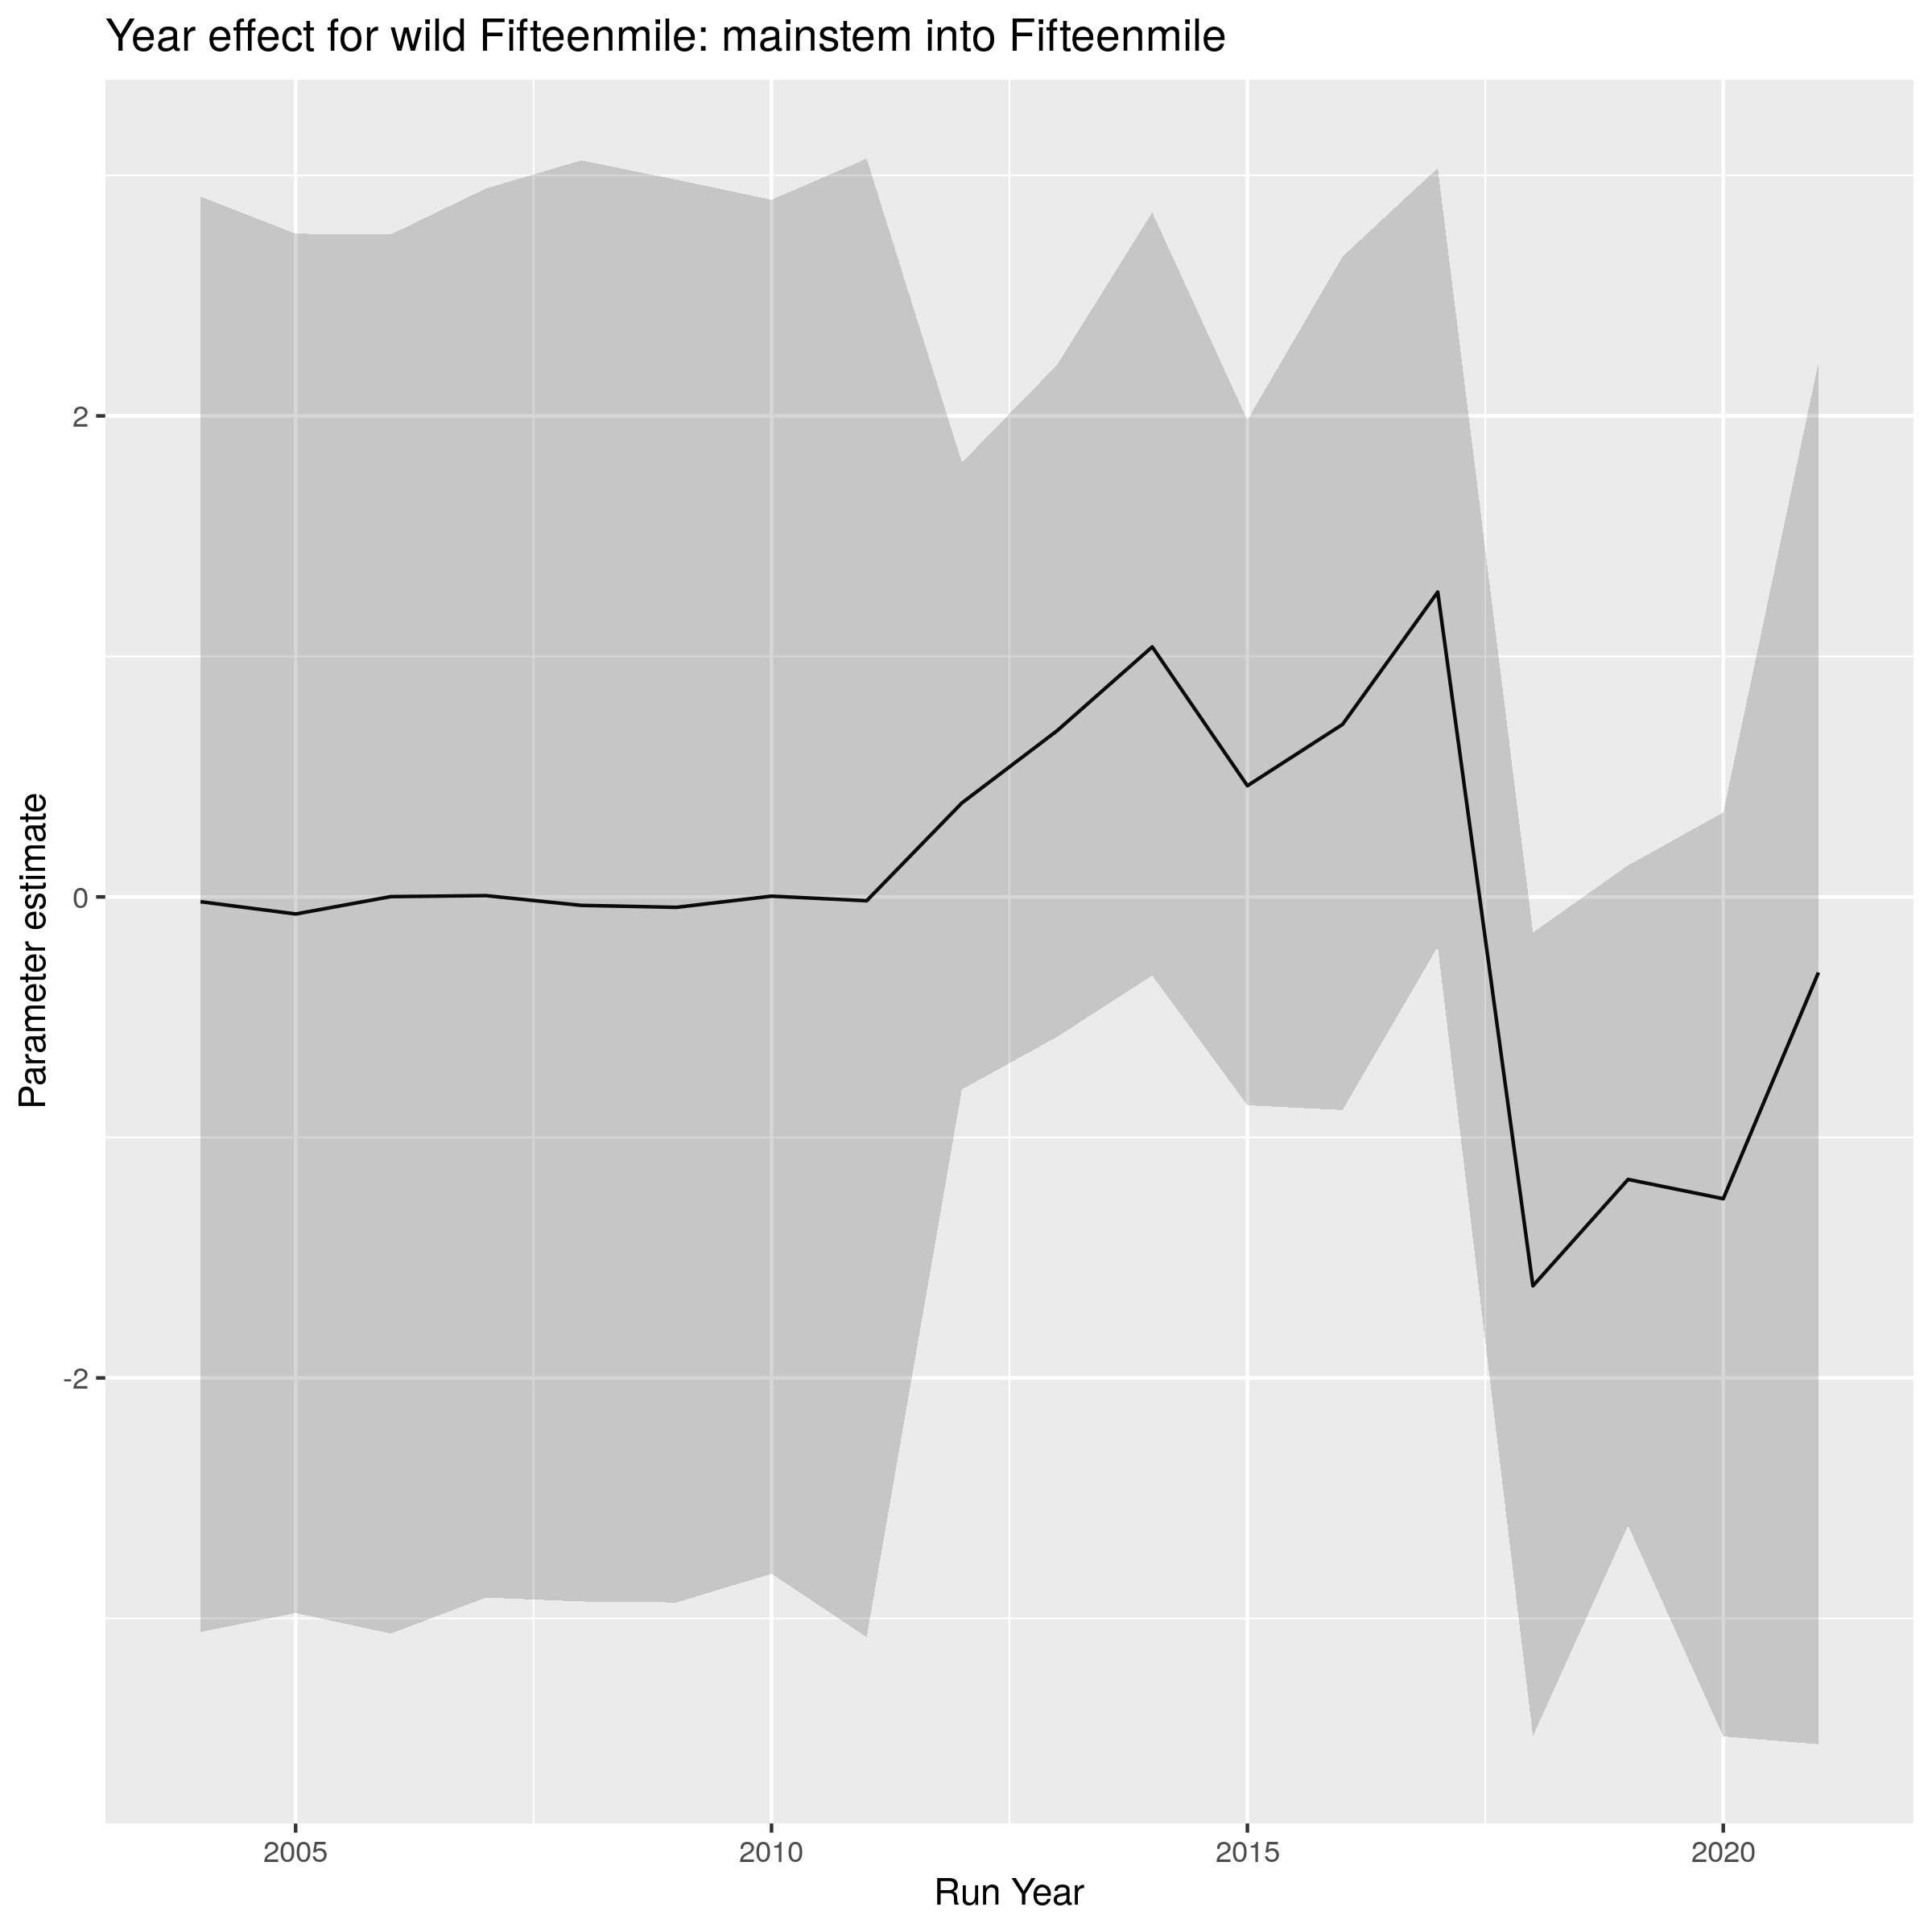 Year effect for wild Fifteenmile: mainstem into Fifteenmile
Parameter estimate
2
0
-2
2005
2010
2015
2020
Run Year